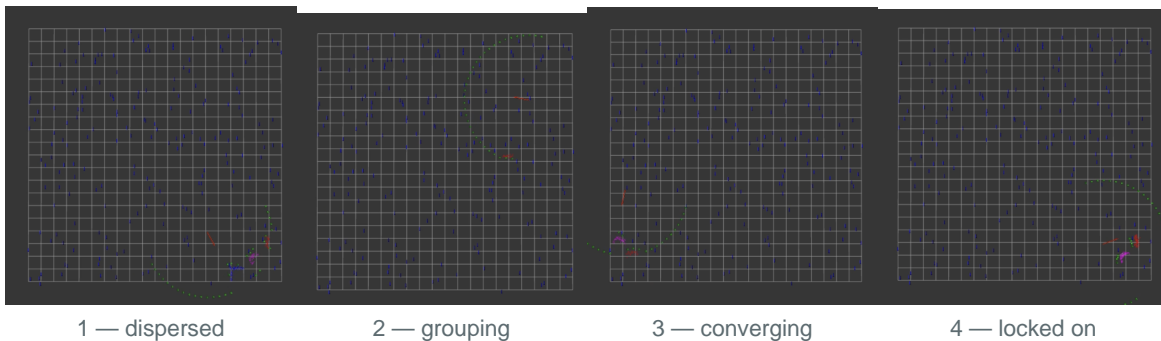 1 — dispersed
2 — grouping
3 — converging
4 — locked on